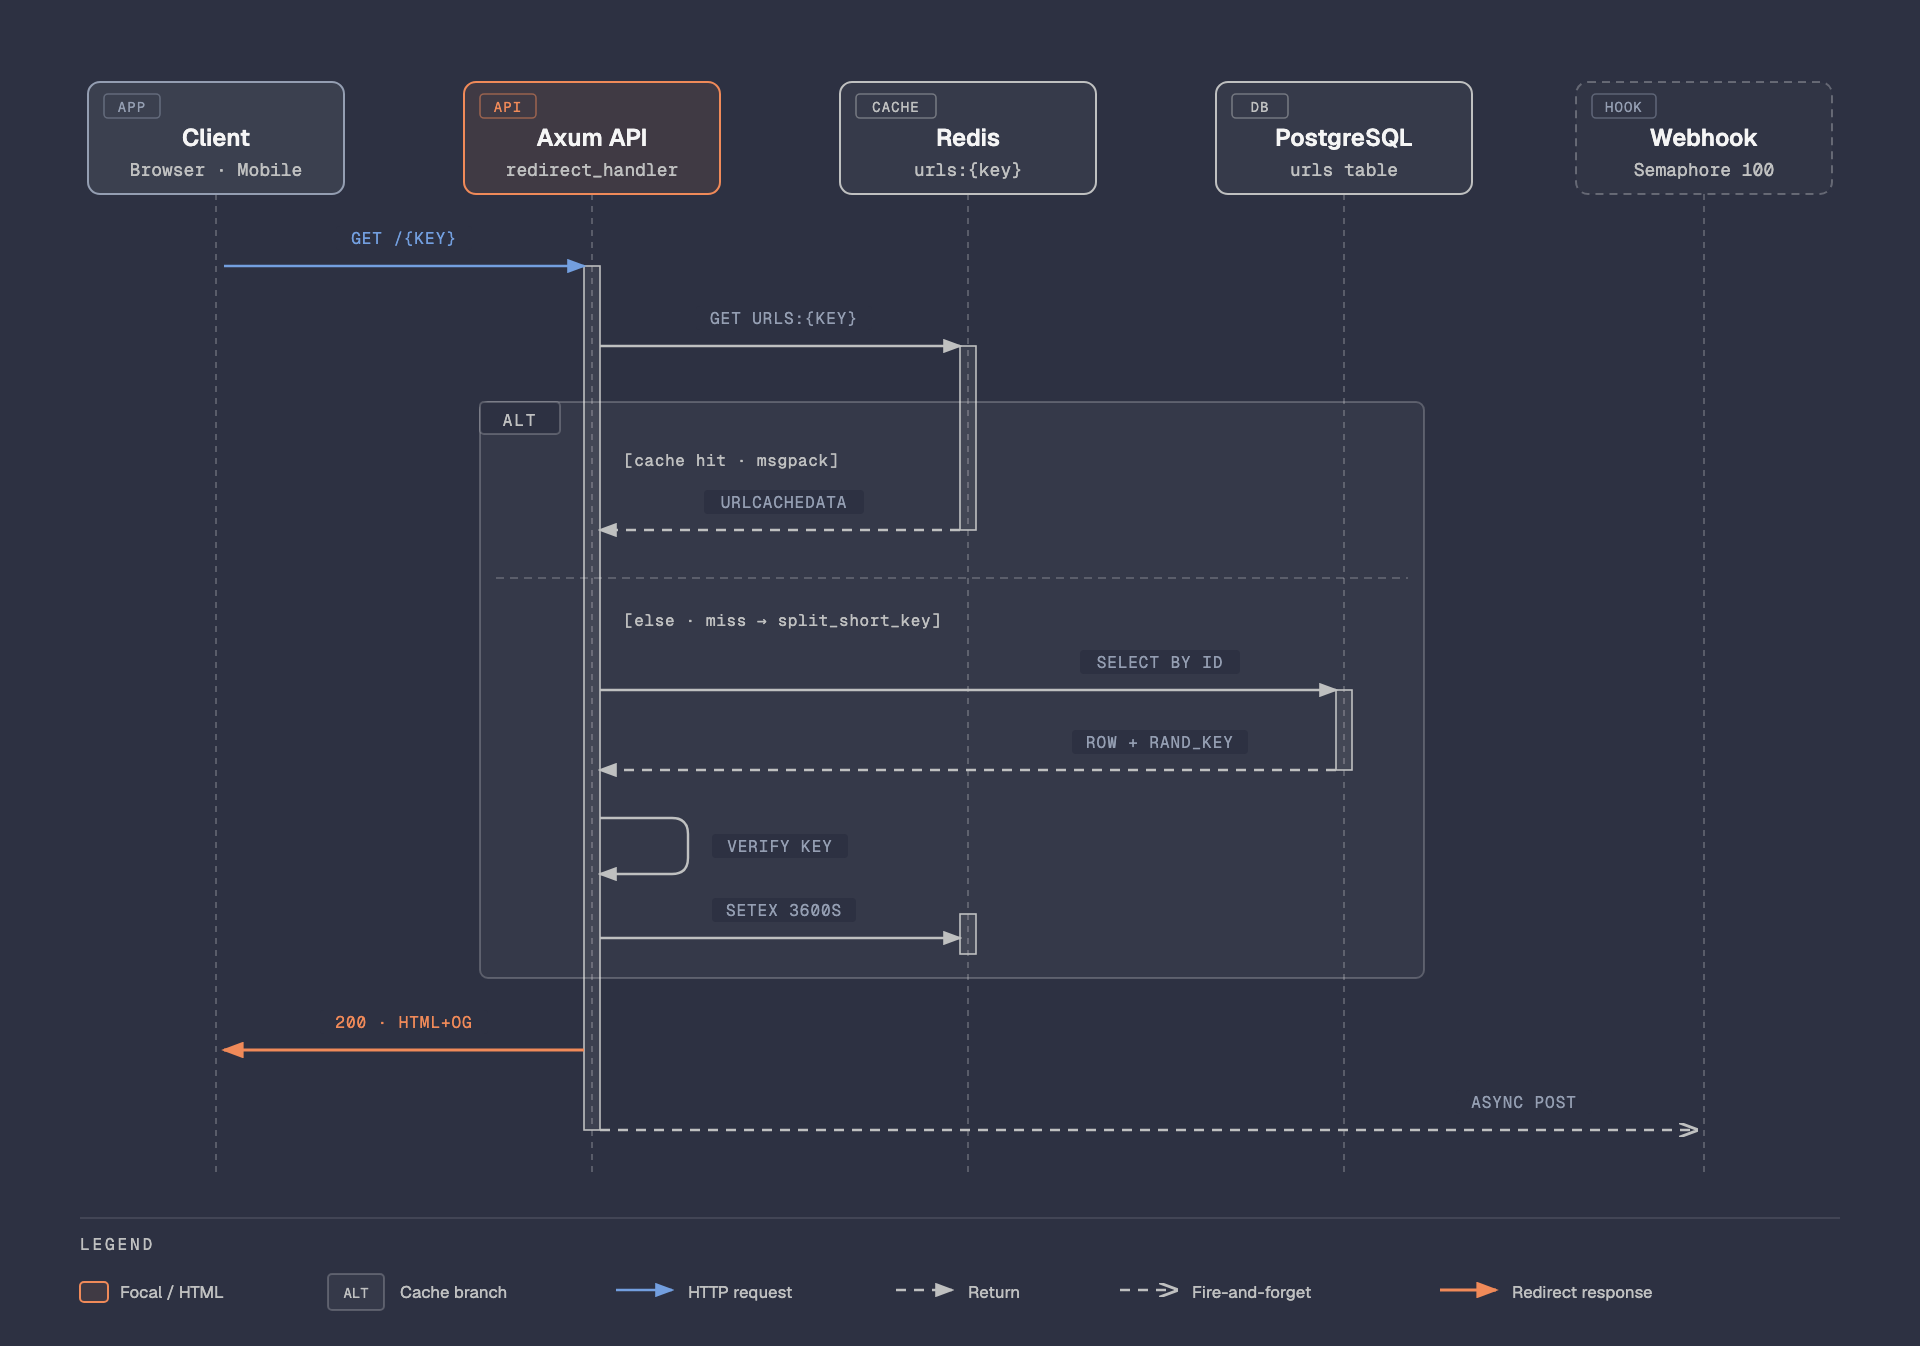 APP
Client
Browser · Mobile
API
Axum API
redirect_handler
CACHE
Redis
urls:{key}
DB
PostgreSQL
urls table
HOOK
Webhook
Semaphore 100
GET /{KEY}
GET URLS:{KEY}
ALT
[cache hit · msgpack]
URLCACHEDATA
[else · miss → split_short_key]
SELECT BY ID
ROW + RAND_KEY
VERIFY KEY
SETEX 3600S
200 · HTML+OG
ASYNC POST
LEGEND
Focal / HTML
ALT
Cache branch
HTTP request
Return
Fire-and-forget
Redirect response